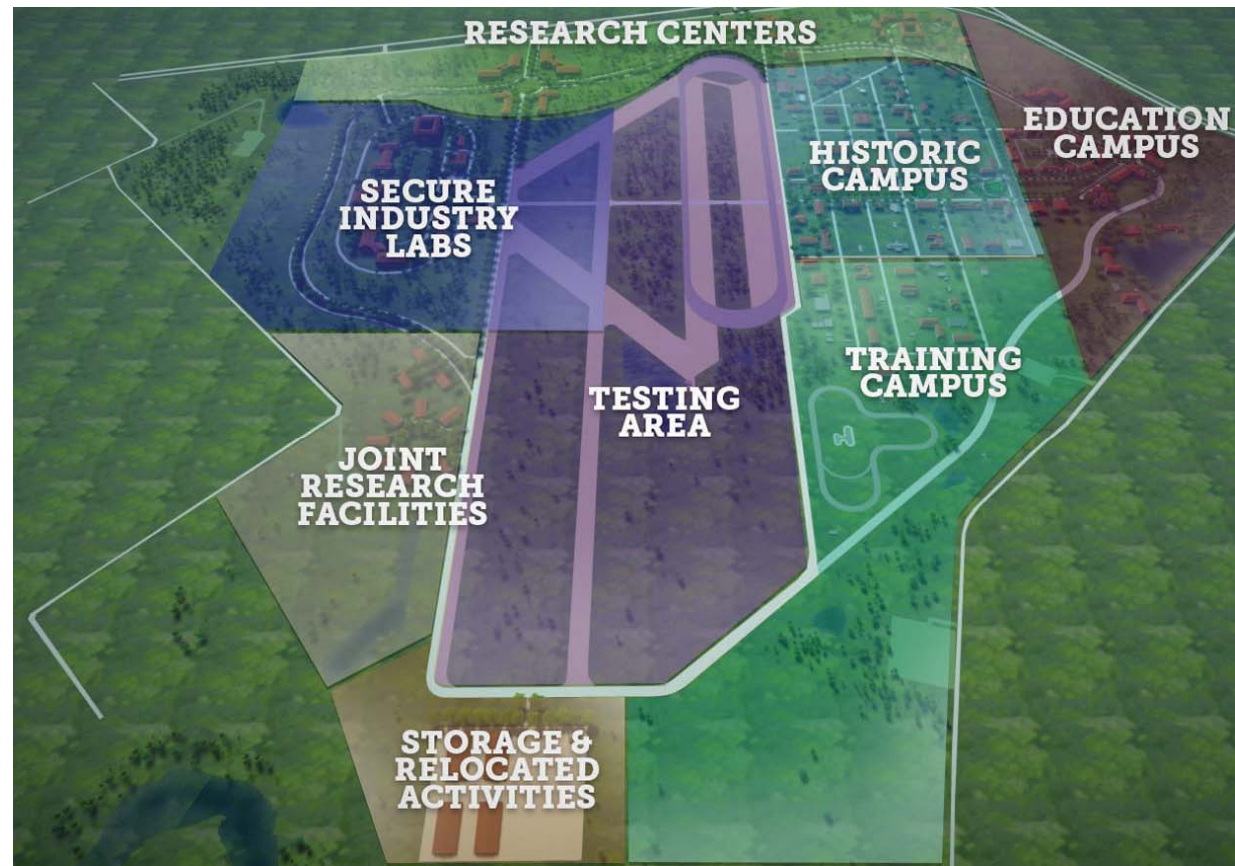 RESEARCH CENTERS
EDUCATION
CAMPUS
HISTORIC
CAMPUS
SECURE
INDUSTRY
LABS
TRAINING
CAMPUS
TESTING
AREA
JOINT
RESEARCH
FACILITIES
STORAGE &
RELOCATED
ACTIVITIES